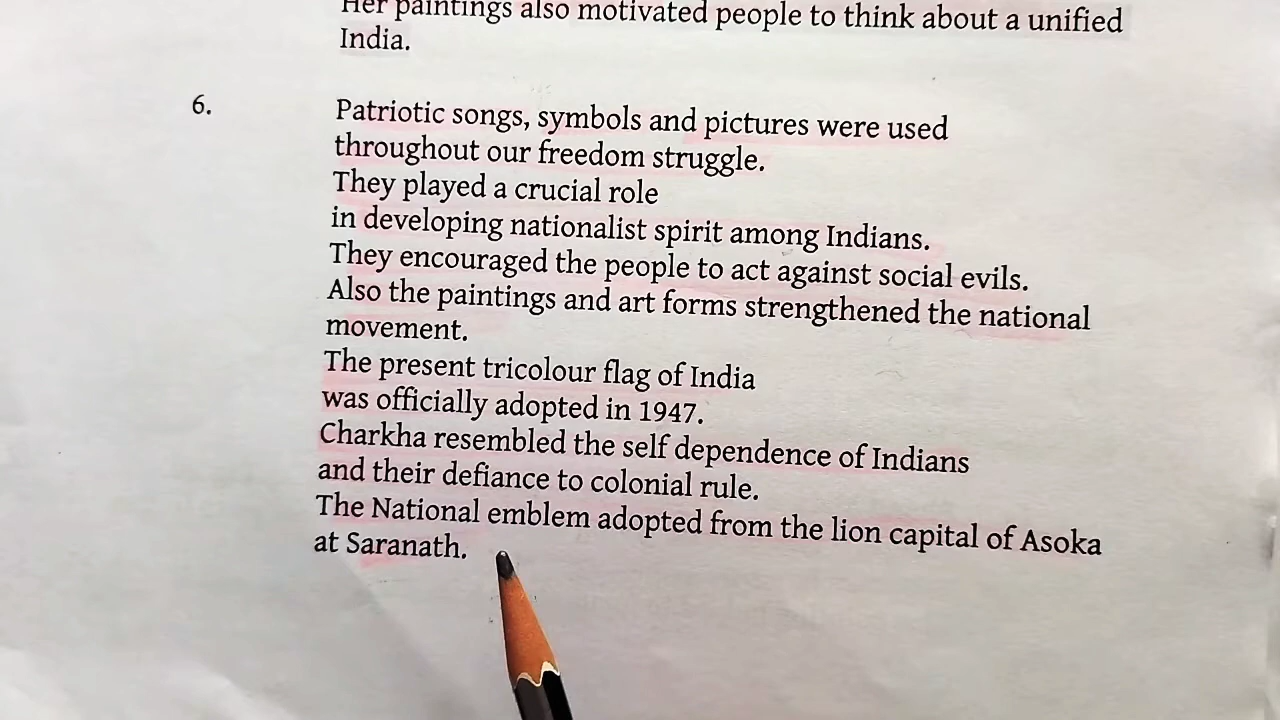 Her paintings also motivated people to think about a unified
India.
6.
Patriotic songs, symbols and pictures were used
throughout our freedom struggle.
They played a crucial role
in developing nationalist spirit among Indians.
They encouraged the people to act against social evils.
Also the paintings and art forms strengthened the national
movement.
The present tricolour flag of India
was officially adopted in 1947.
Charkha resembled the self dependence of Indians
and their defiance to colonial rule.
The National emblem adopted from the lion capital of Asoka
at Saranath.